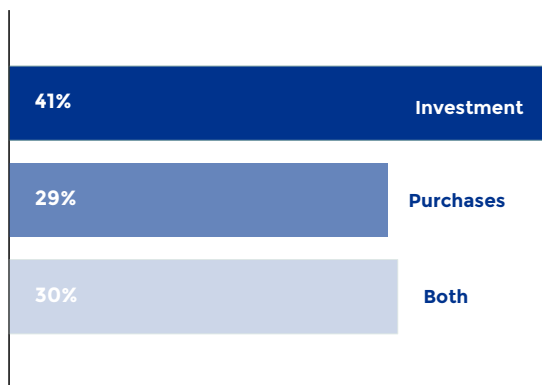 41% Investment
29% Purchases
30% Both